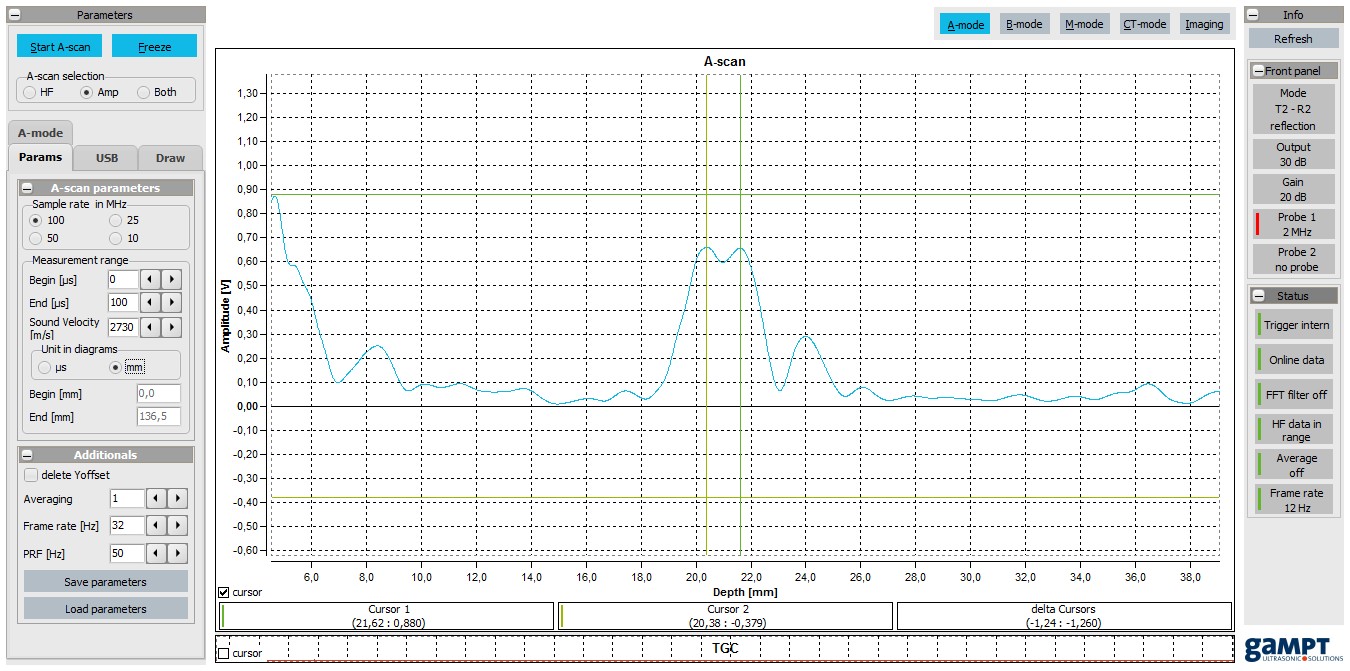 Parameters
Start A-scan Freeze
A-scan selection
HF Amp Both
A-mode
Params USB Draw
A-scan parameters
Sample rate in MHz
100 25
50 10
Measurement range
Begin [µs] 0
End [µs] 100
Sound Velocity
[m/s] 2730
Unit in diagrams
µs mm
Begin [mm] 0,0
End [mm] 136,5
Additionals
delete Yoffset
Averaging 1
Frame rate [Hz] 32
PRF [Hz] 50
Save parameters
Load parameters
A-mode B-mode M-mode CT-mode Imaging
A-scan
Amplitude [V]
1,30
1,20
1,10
1,00
0,90
0,80
0,70
0,60
0,50
0,40
0,30
0,20
0,10
0,00
-0,10
-0,20
-0,30
-0,40
-0,50
-0,60
6,0 8,0 10,0 12,0 14,0 16,0 18,0 20,0 22,0 24,0 26,0 28,0 30,0 32,0 34,0 36,0 38,0
Depth [mm]
cursor
Cursor 1 Cursor 2 delta Cursors
(21,62 : 0,880) (20,38 : -0,379) (-1,24 : -1,260)
TGC
cursor
Info
Refresh
Front panel
Mode
T2 - R2
reflection
Output
30 dB
Gain
20 dB
Probe 1
2 MHz
Probe 2
no probe
Status
Trigger intern
Online data
FFT filter off
HF data in
range
Average
off
Frame rate
12 Hz
GAMPT
ULTRASONIC SOLUTIONS